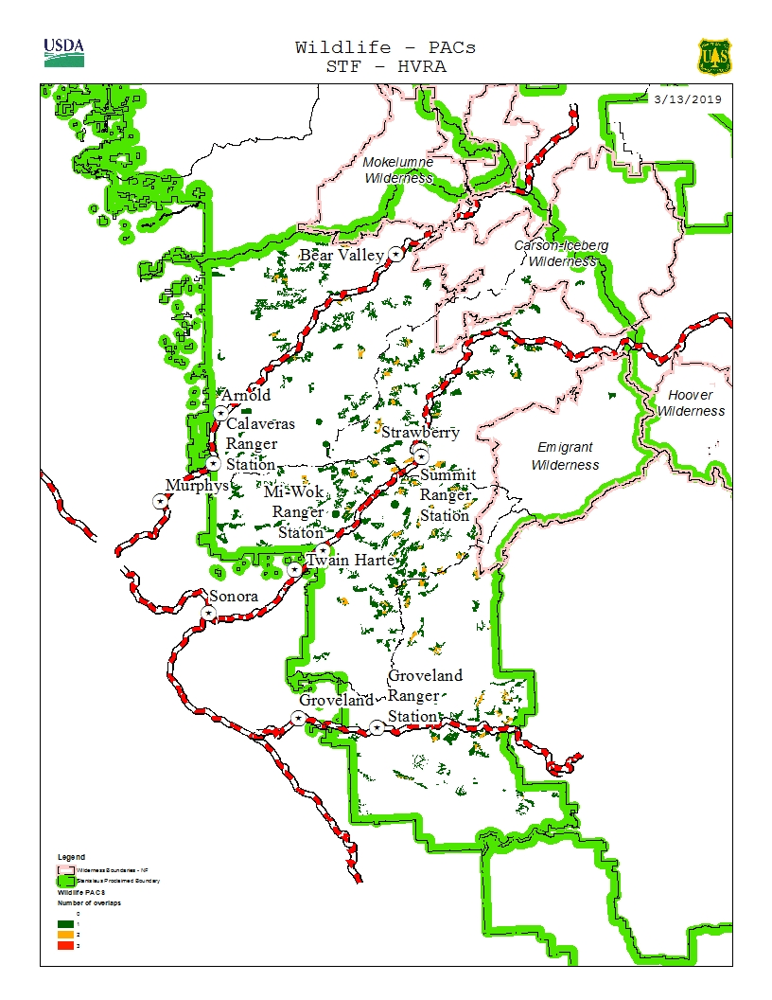 USDA
Wildlife – PACs
STF – HVRA
UAS
3/13/2019
Mokelumne
Wilderness
Carson-Iceberg
Wilderness
Bear Valley
Arnold
Calaveras
Ranger
Station
Hoover
Wilderness
Strawberry
Emigrant
Wilderness
Murphys
Mi-Wok
Ranger
Staton
Summit
Ranger
Station
Twain Harte
Sonora
Groveland
Groveland
Ranger
Station
Legend
Wilderness Boundaries - NF
Stanislaus Proclaimed Boundary
Wildlife PACS
Number of overlaps
0
1
2
3